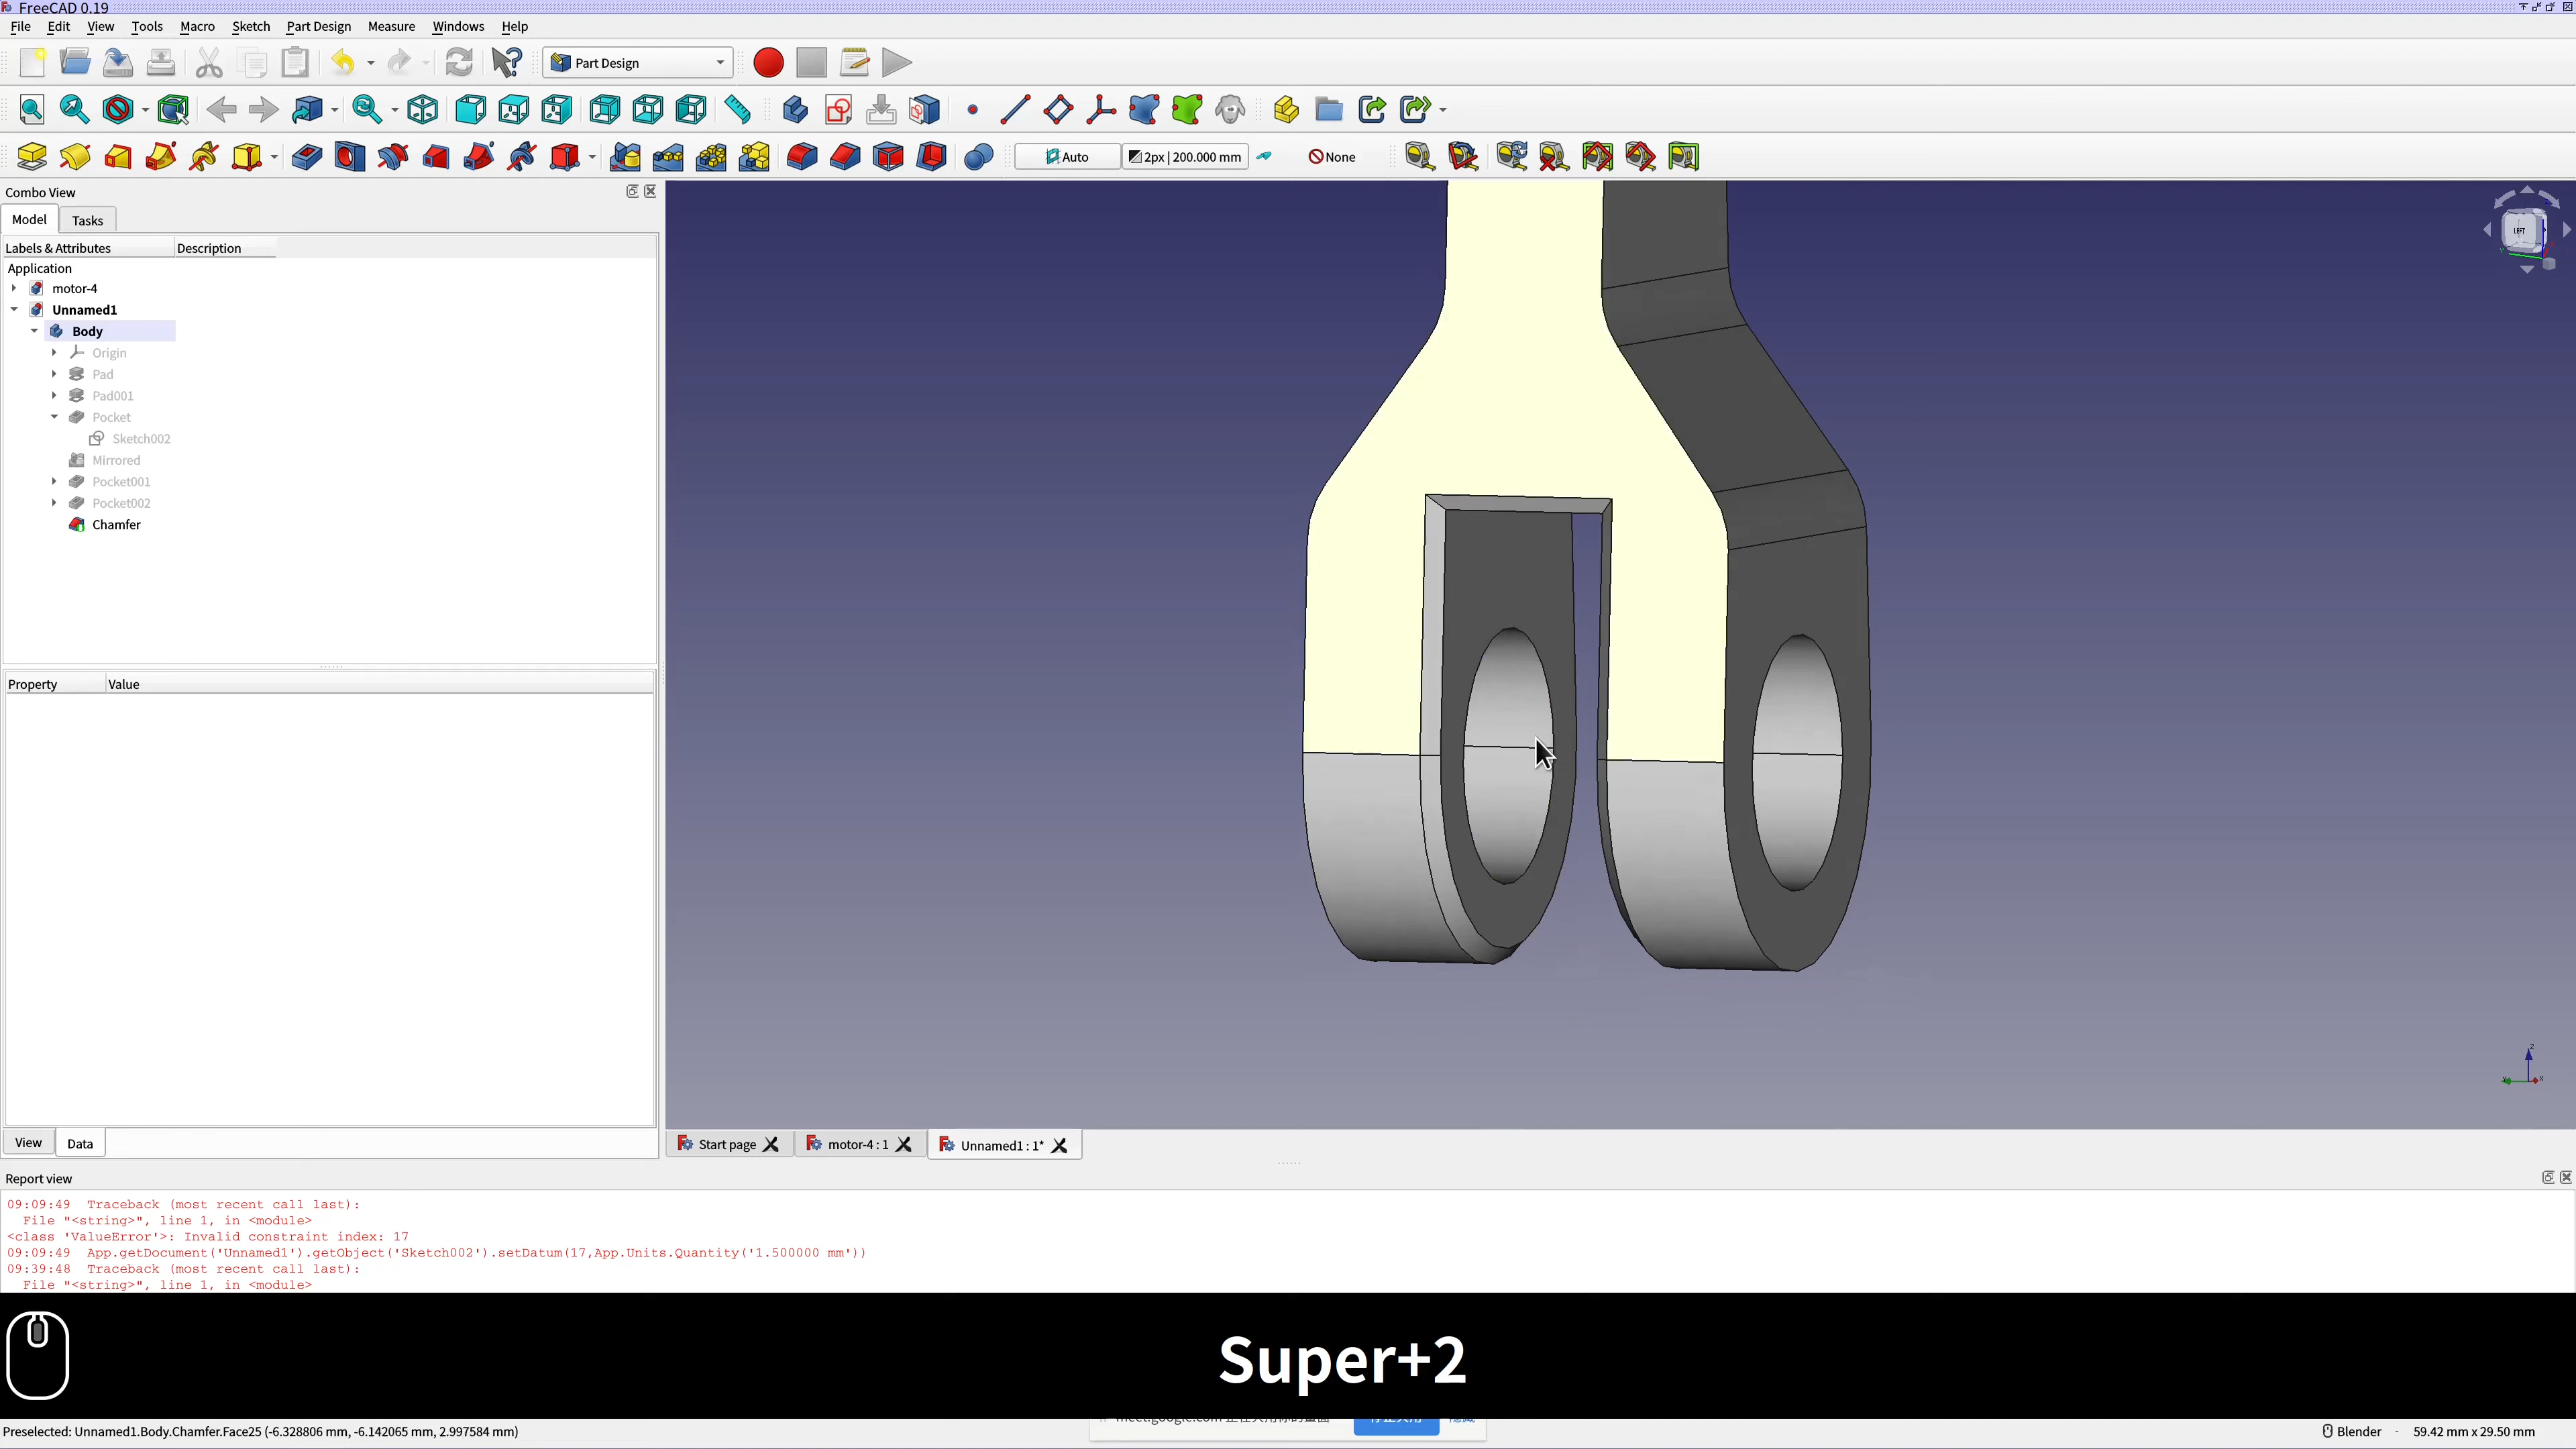 FreeCAD 0.19
File Edit View Tools Macro Sketch Part Design Measure Windows Help
Part Design
Auto 2px | 200.000 mm None
Combo View
Model Tasks
Labels & Attributes Description
Application
motor-4
Unnamed1
Body
Origin
Pad
Pad001
Pocket
Sketch002
Mirrored
Pocket001
Pocket002
Chamfer
LEFT
Property Value
View Data
Start page motor-4 : 1 Unnamed1 : 1*
Report view
09:09:49 Traceback (most recent call last):
File "<string>", line 1, in <module>
<class 'ValueError'>: Invalid constraint index: 17
09:09:49 App.getDocument('Unnamed1').getObject('Sketch002').setDatum(17,App.Units.Quantity('1.500000 mm'))
09:39:48 Traceback (most recent call last):
File "<string>", line 1, in <module>
Super+2
Preselected: Unnamed1.Body.Chamfer.Face25 (-6.328806 mm, -6.142065 mm, 2.997584 mm)
Blender - 59.42 mm x 29.50 mm